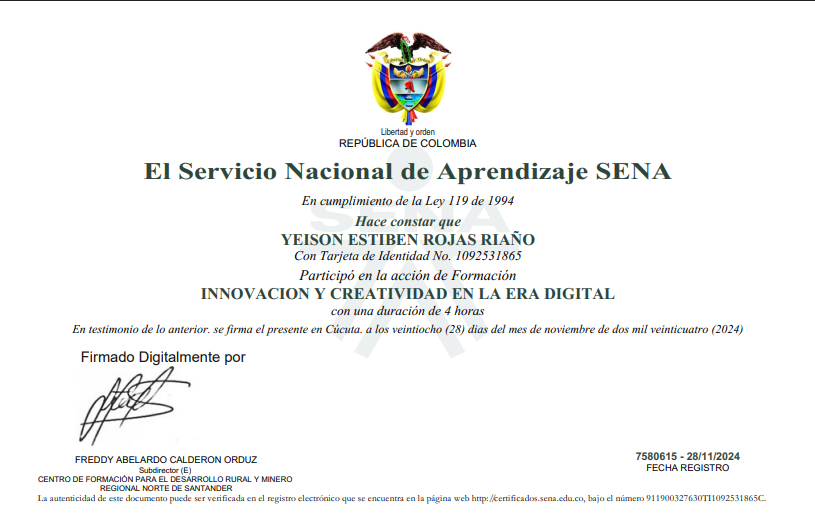 Libertad y orden
REPÚBLICA DE COLOMBIA
El Servicio Nacional de Aprendizaje SENA
En cumplimiento de la Ley 119 de 1994
SENA
Hace constar que
YEISON ESTIBEN ROJAS RIAÑO
Con Tarjeta de Identidad No. 1092531865
Participó en la acción de Formación
INNOVACION Y CREATIVIDAD EN LA ERA DIGITAL
con una duración de 4 horas
En testimonio de lo anterior. se firma el presente en Cúcuta. a los veintiocho (28) dias del mes de noviembre de dos mil veinticuatro (2024)
Firmado Digitalmente por
FREDDY ABELARDO CALDERON ORDUZ
Subdirector (E)
CENTRO DE FORMACIÓN PARA EL DESARROLLO RURAL Y MINERO
REGIONAL NORTE DE SANTANDER
7580615 - 28/11/2024
FECHA REGISTRO
La autenticidad de este documento puede ser verificada en el registro electrónico que se encuentra en la página web http://certificados.sena.edu.co, bajo el número 911900327630TI1092531865C.